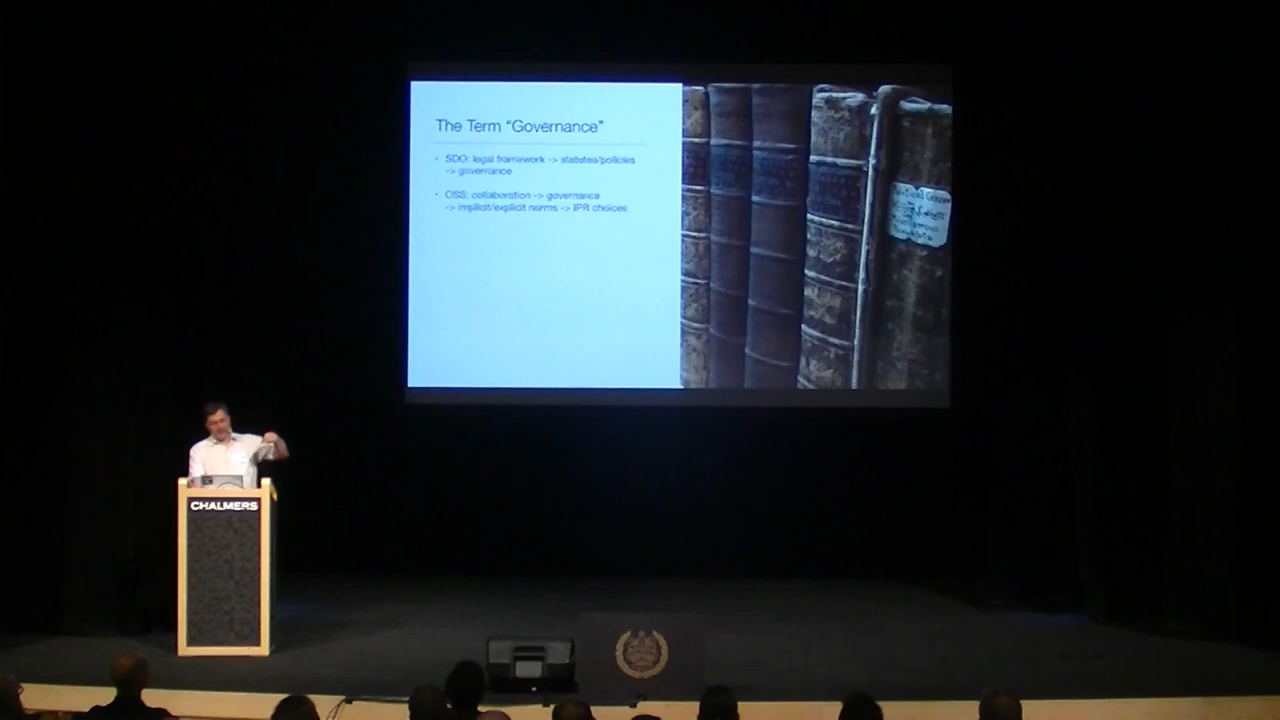 The Term “Governance”
• SDO: legal framework -> statutes/policies
-> governance
• OSS: collaboration -> governance
-> implicit/explicit norms -> IPR choices
CHALMERS